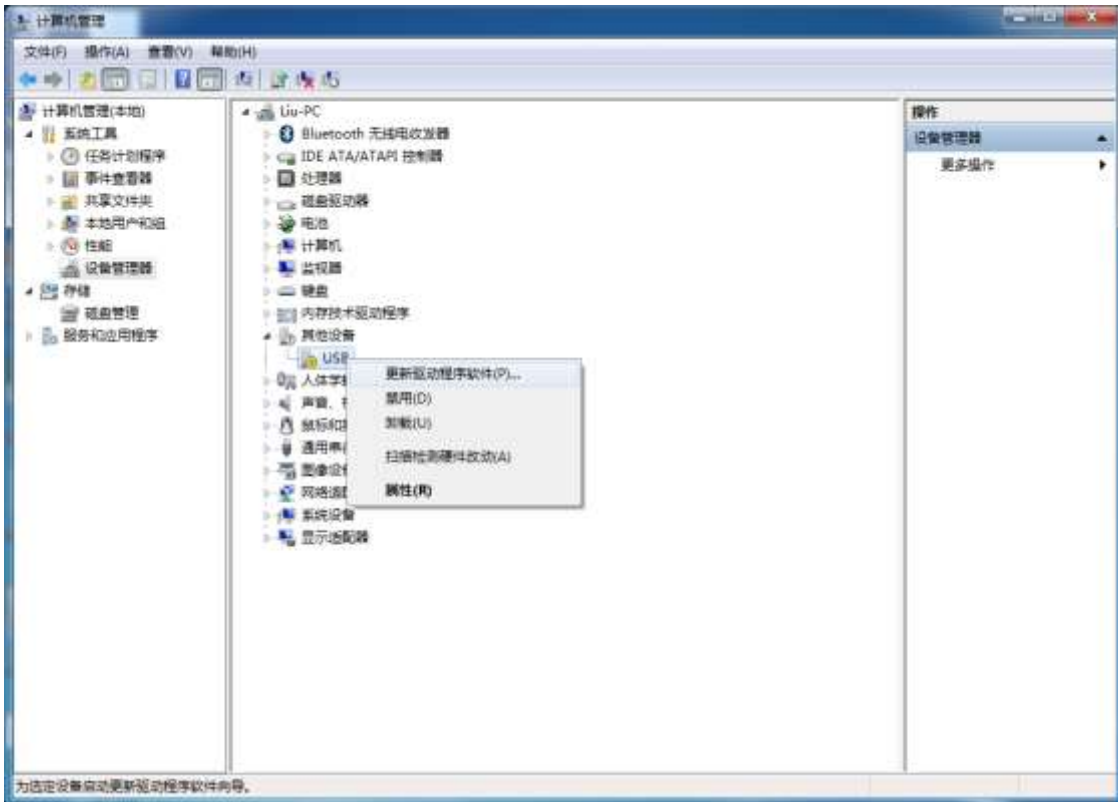 计算机管理
文件(F) 操作(A) 查看(V) 帮助(H)
计算机管理(本地)
系统工具
任务计划程序
事件查看器
共享文件夹
本地用户和组
性能
设备管理器
存储
磁盘管理
服务和应用程序
Liu-PC
Bluetooth 无线电收发器
IDE ATA/ATAPI 控制器
处理器
磁盘驱动器
电池
计算机
监视器
键盘
内存技术驱动程序
其他设备
USB
人体学
声音、
鼠标和
通用串
图像设
网络适
系统设备
显示适配器
更新驱动程序软件(P)...
禁用(D)
卸载(U)
扫描检测硬件改动(A)
属性(R)
操作
设备管理器
更多操作
为选定设备启动更新驱动程序软件向导。